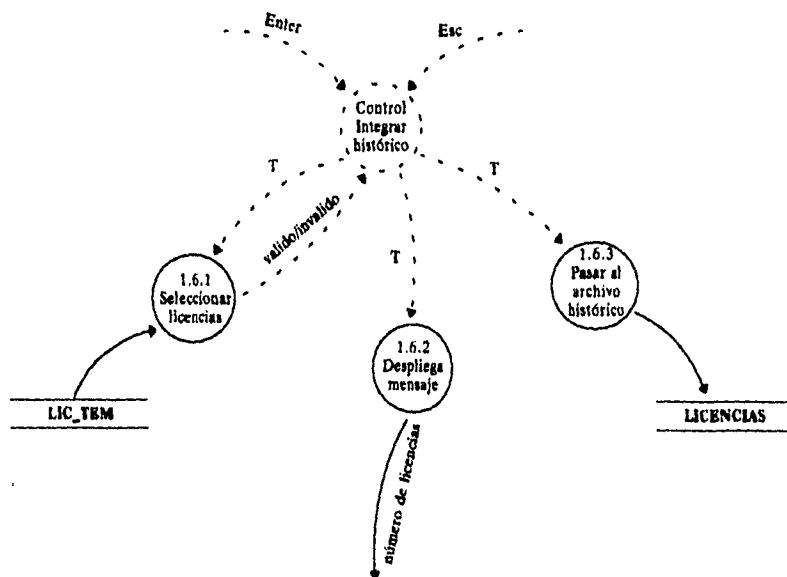 Enter
Esc
Control
Integrar
histórico
T
valido/invalido
T
T
1.6.1
Seleccionar
licencias
1.6.2
Despliega
mensaje
1.6.3
Pasar al
archivo
histórico
LIC_TEM
LICENCIAS
número de licencias